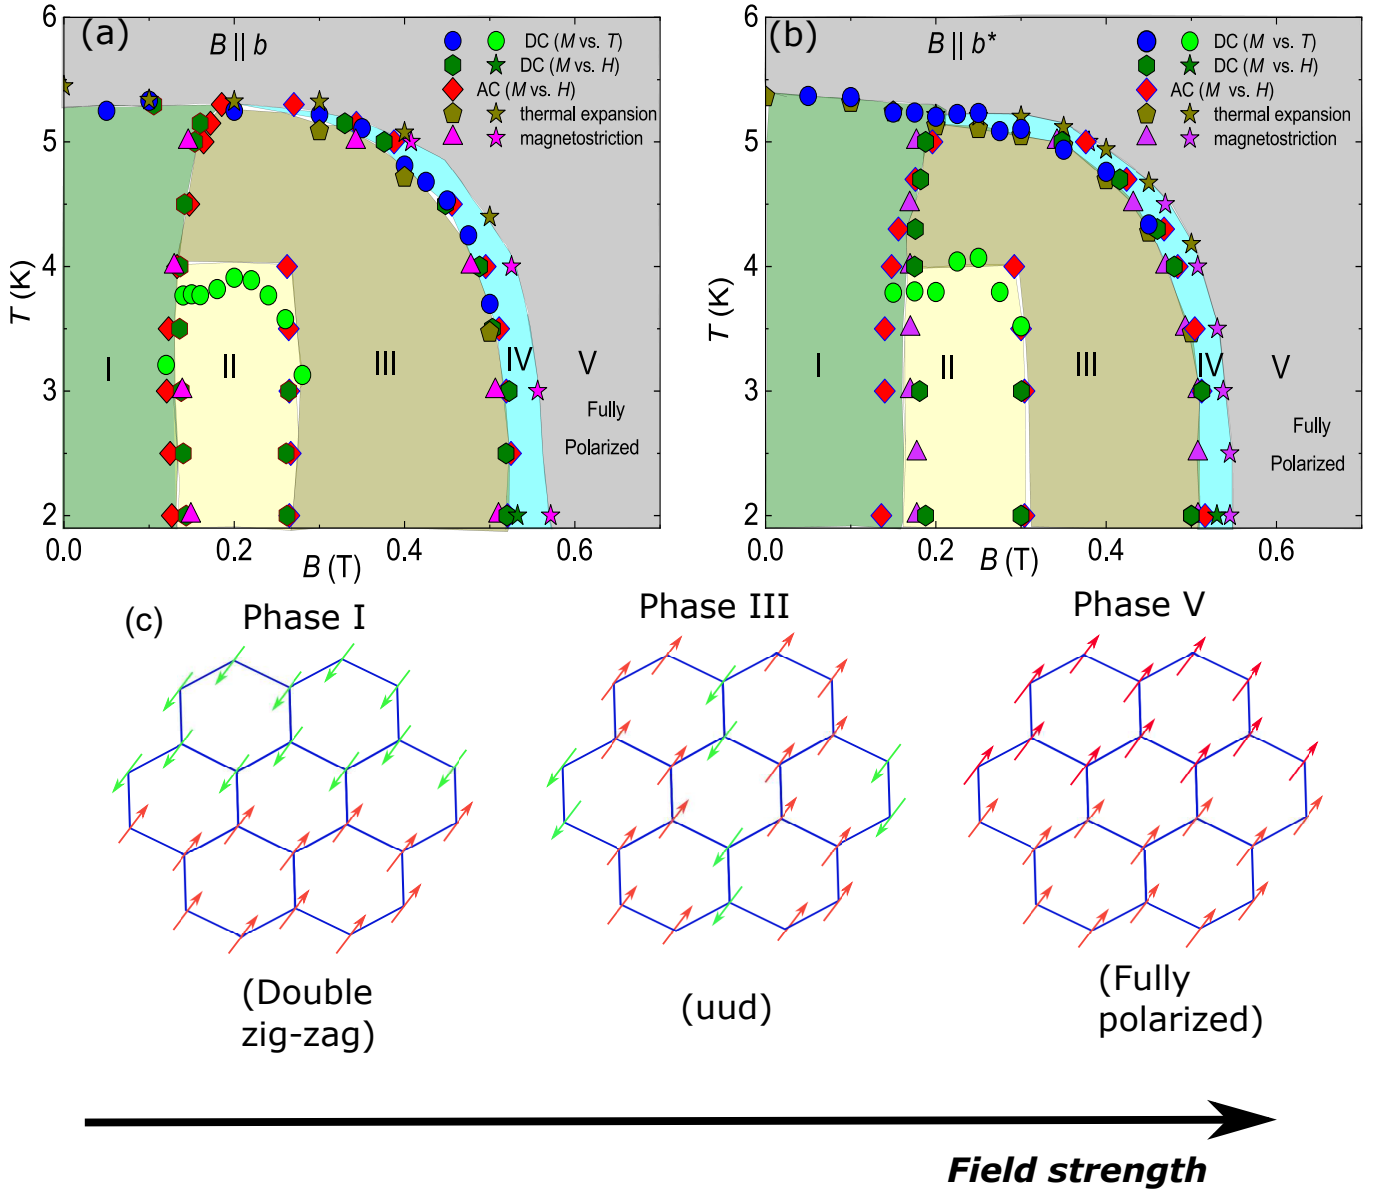 (a)
B || b
DC (M vs. T)
DC (M vs. H)
AC (M vs. H)
thermal expansion
magnetostriction
6
5
4
3
2
T (K)
I
II
III
IV
V
Fully
Polarized
0.0
0.2
0.4
0.6
B (T)
(b)
B || b*
DC (M vs. T)
DC (M vs. H)
AC (M vs. H)
thermal expansion
magnetostriction
6
5
4
3
2
T (K)
I
II
III
IV
V
Fully
Polarized
0.0
0.2
0.4
0.6
B (T)
(c)
Phase I
Phase III
Phase V
(Double
zig-zag)
(uud)
(Fully
polarized)
Field strength